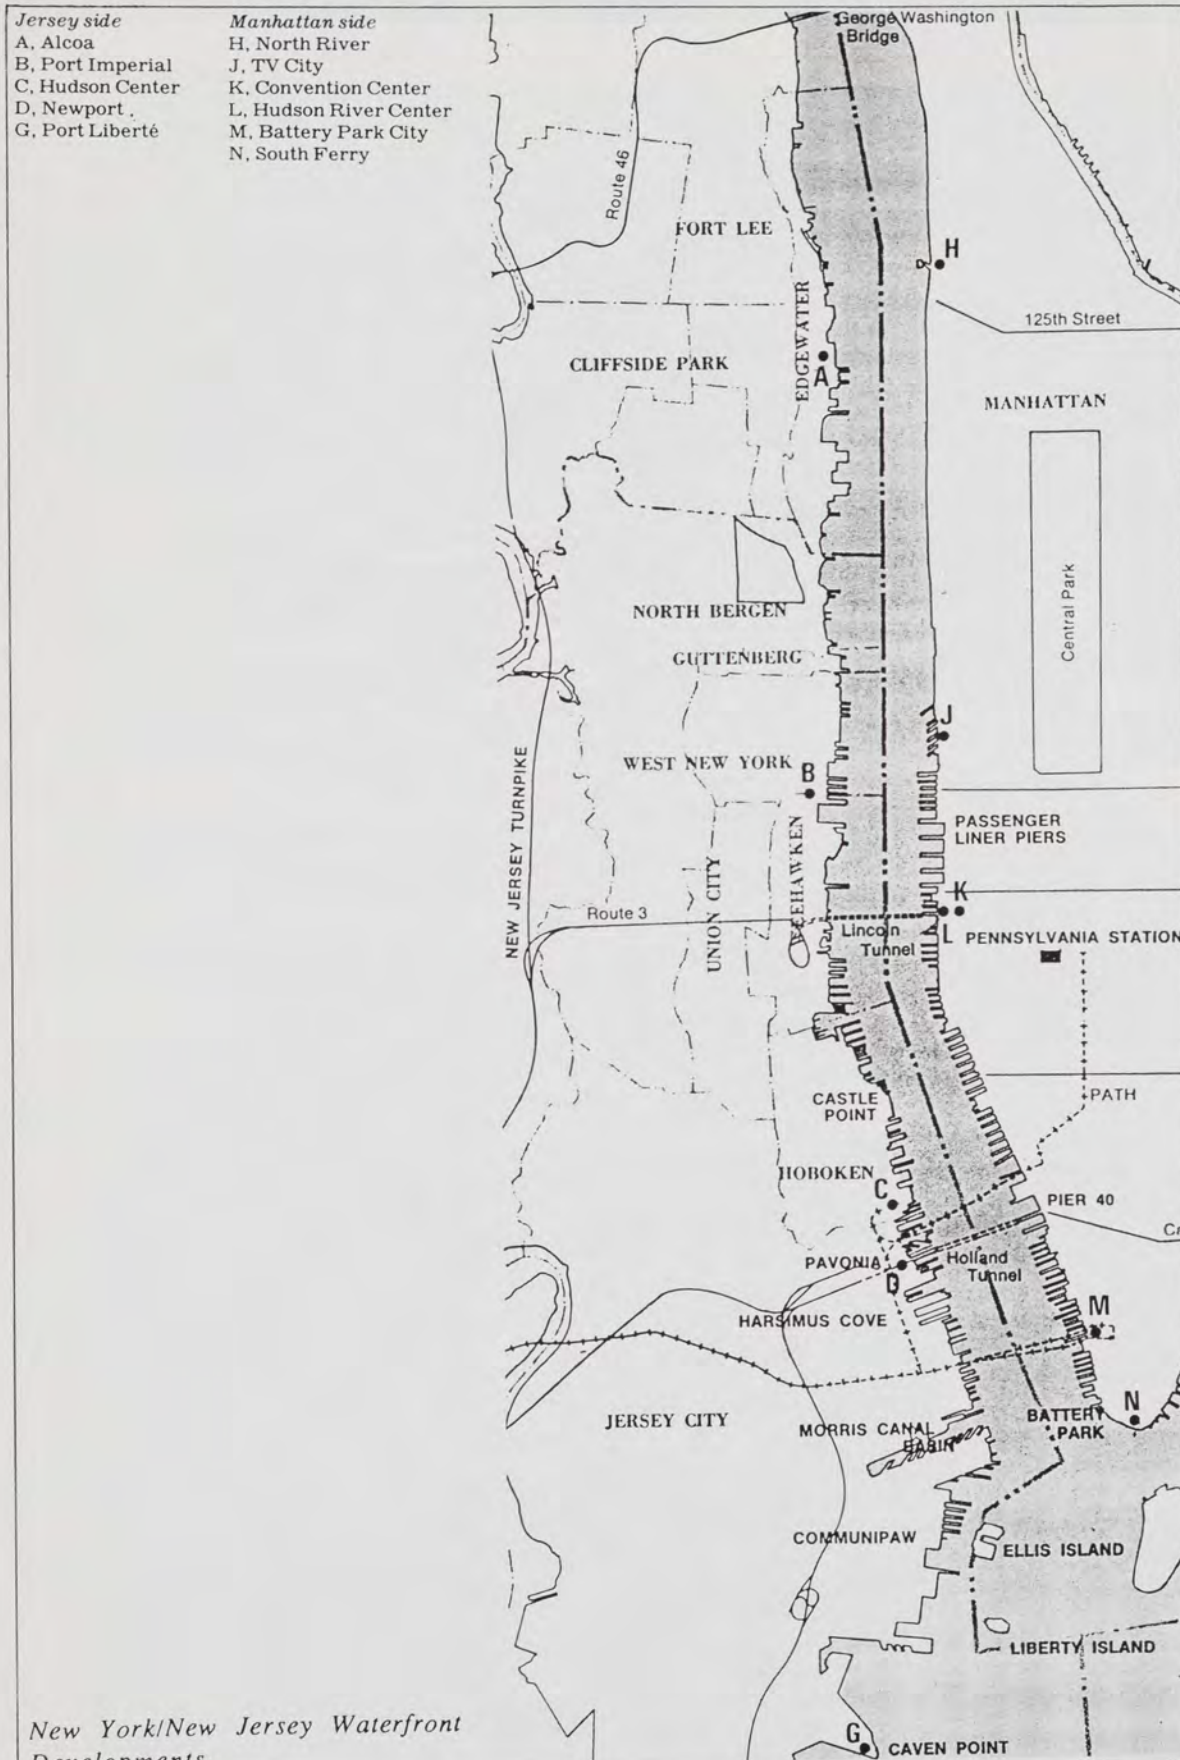 Jersey side
A, Alcoa
B, Port Imperial
C, Hudson Center
D, Newport
G, Port Liberté
Manhattan side
H, North River
J, TV City
K, Convention Center
L, Hudson River Center
M, Battery Park City
N, South Ferry
George Washington
Bridge
Route 46
FORT LEE
H
EDGEWATER
125th Street
A
CLIFFSIDE PARK
MANHATTAN
Central Park
NORTH BERGEN
GUTTENBERG
J
WEST NEW YORK
B
NEW JERSEY TURNPIKE
PASSENGER
LINER PIERS
UNION CITY
WEEHAWKEN
K
Route 3
Lincoln
Tunnel
L
PENNSYLVANIA STATION
CASTLE
POINT
PATH
HOBOKEN
C
PIER 40
PAVONIA
D
Holland
Tunnel
HARSIMUS COVE
M
JERSEY CITY
MORRIS CANAL
BASIN
BATTERY
PARK
N
COMMUNIPAW
ELLIS ISLAND
LIBERTY ISLAND
G
CAVEN POINT
New York/New Jersey Waterfront
Developments